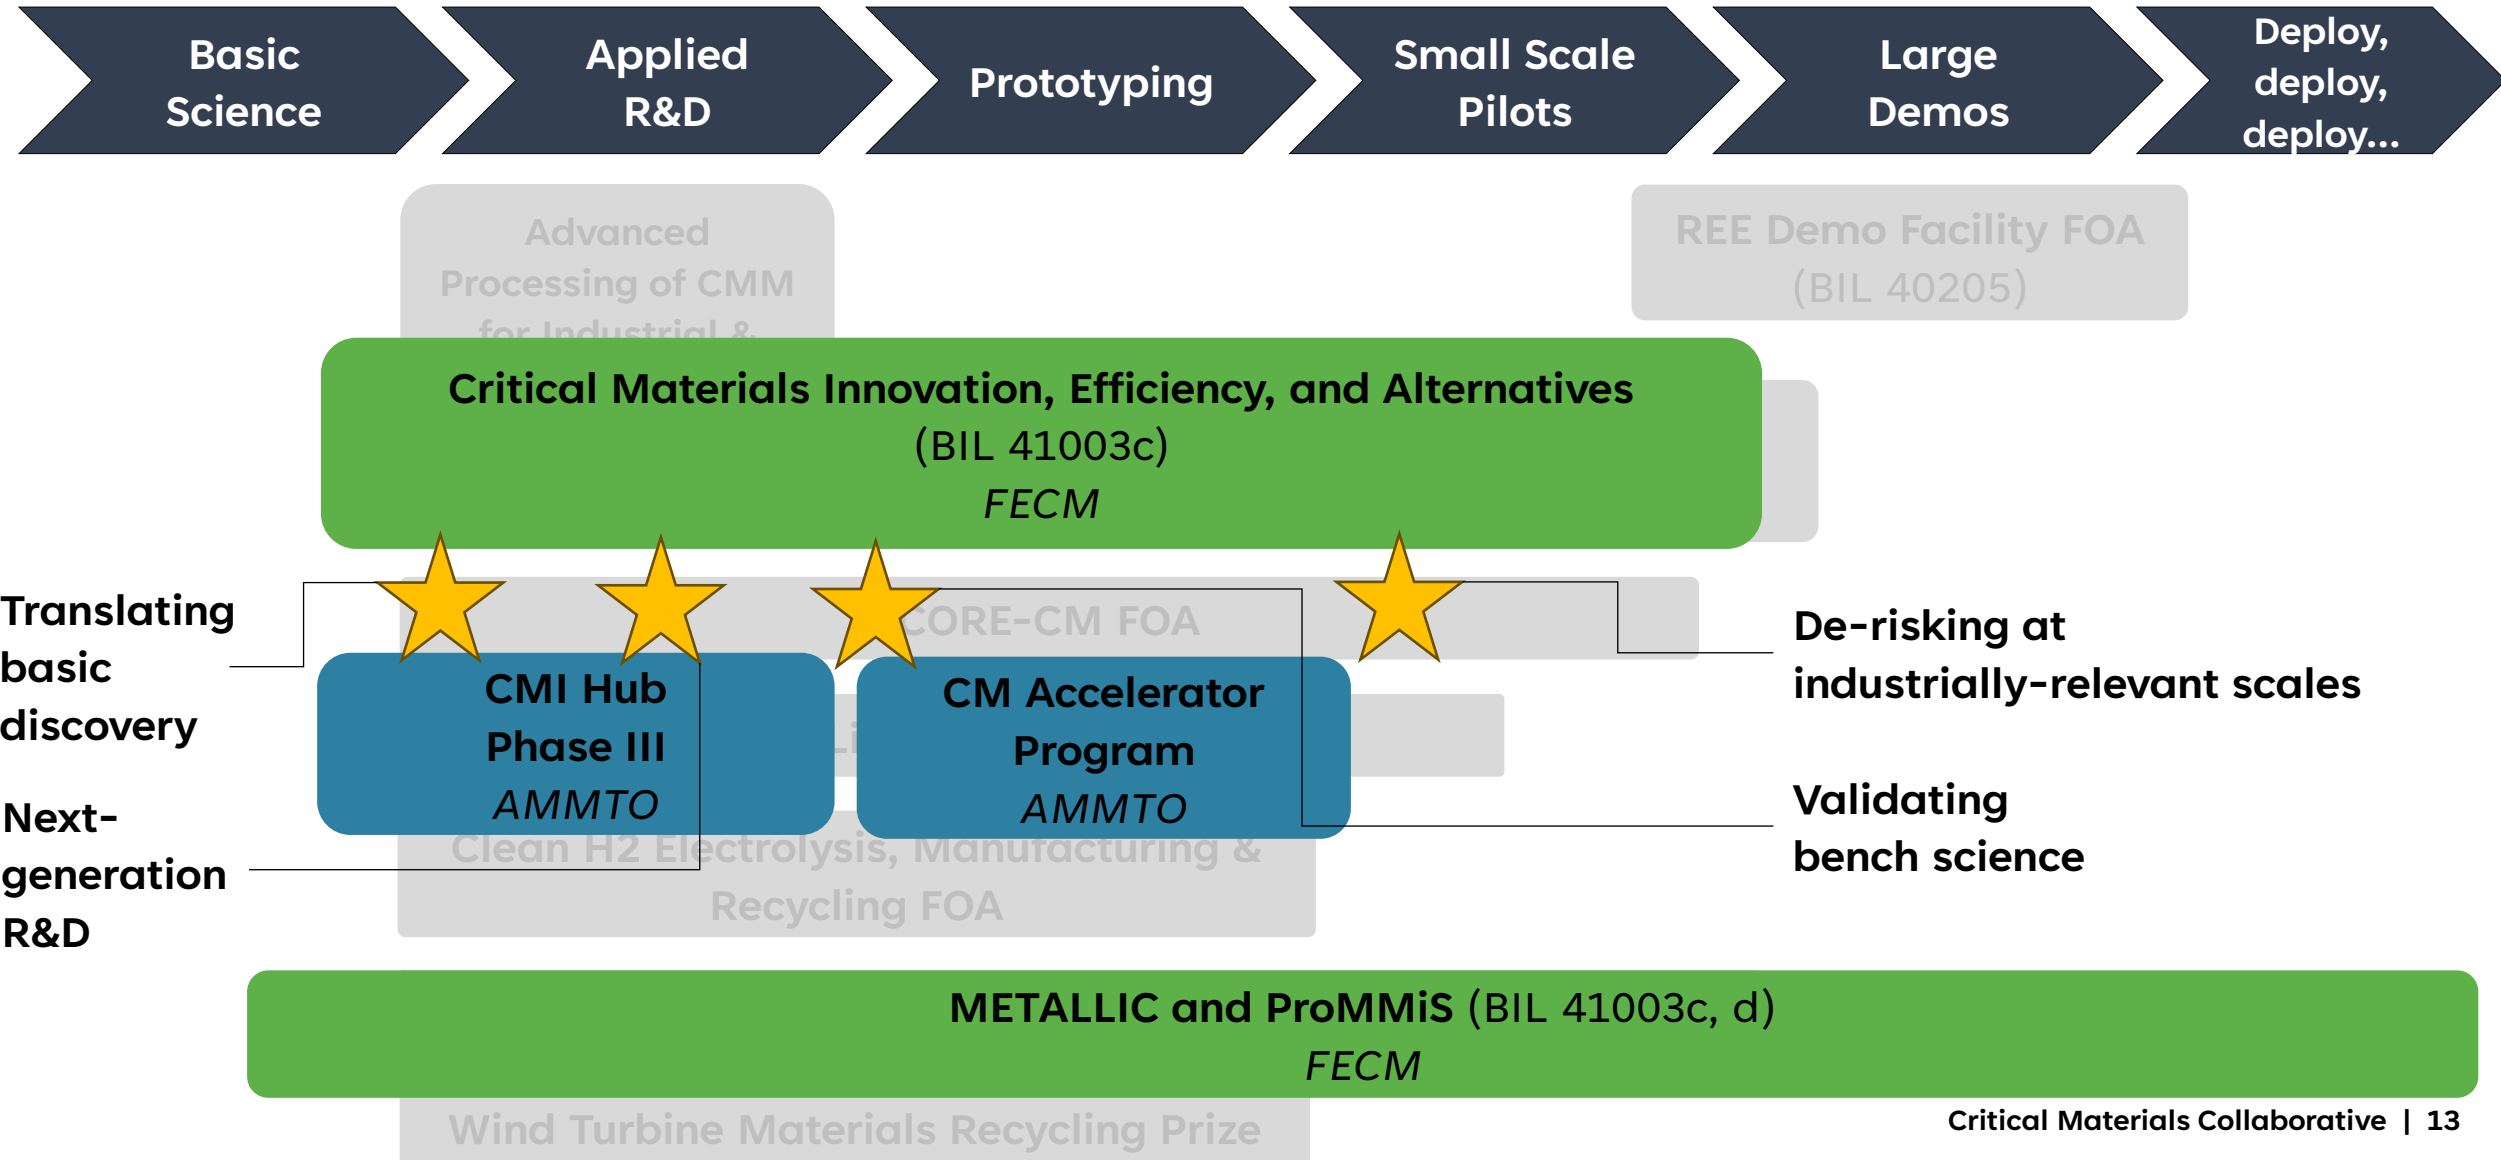 Basic
Science
Applied
R&D
Prototyping
Small Scale
Pilots
Large
Demos
Deploy,
deploy,
deploy...
Advanced
Processing of CMM
for Industrial &
REE Demo Facility FOA
(BIL 40205)
Critical Materials Innovation, Efficiency, and Alternatives
(BIL 41003c)
FECM
CORE-CM FOA
Translating
basic
discovery
Next-
generation
R&D
CMI Hub
Phase III
AMMTO
CM Accelerator
Program
AMMTO
De-risking at
industrially-relevant scales
Validating
bench science
Clean H2 Electrolysis, Manufacturing &
Recycling FOA
METALLIC and ProMMiS (BIL 41003c, d)
FECM
Wind Turbine Materials Recycling Prize
Critical Materials Collaborative | 13